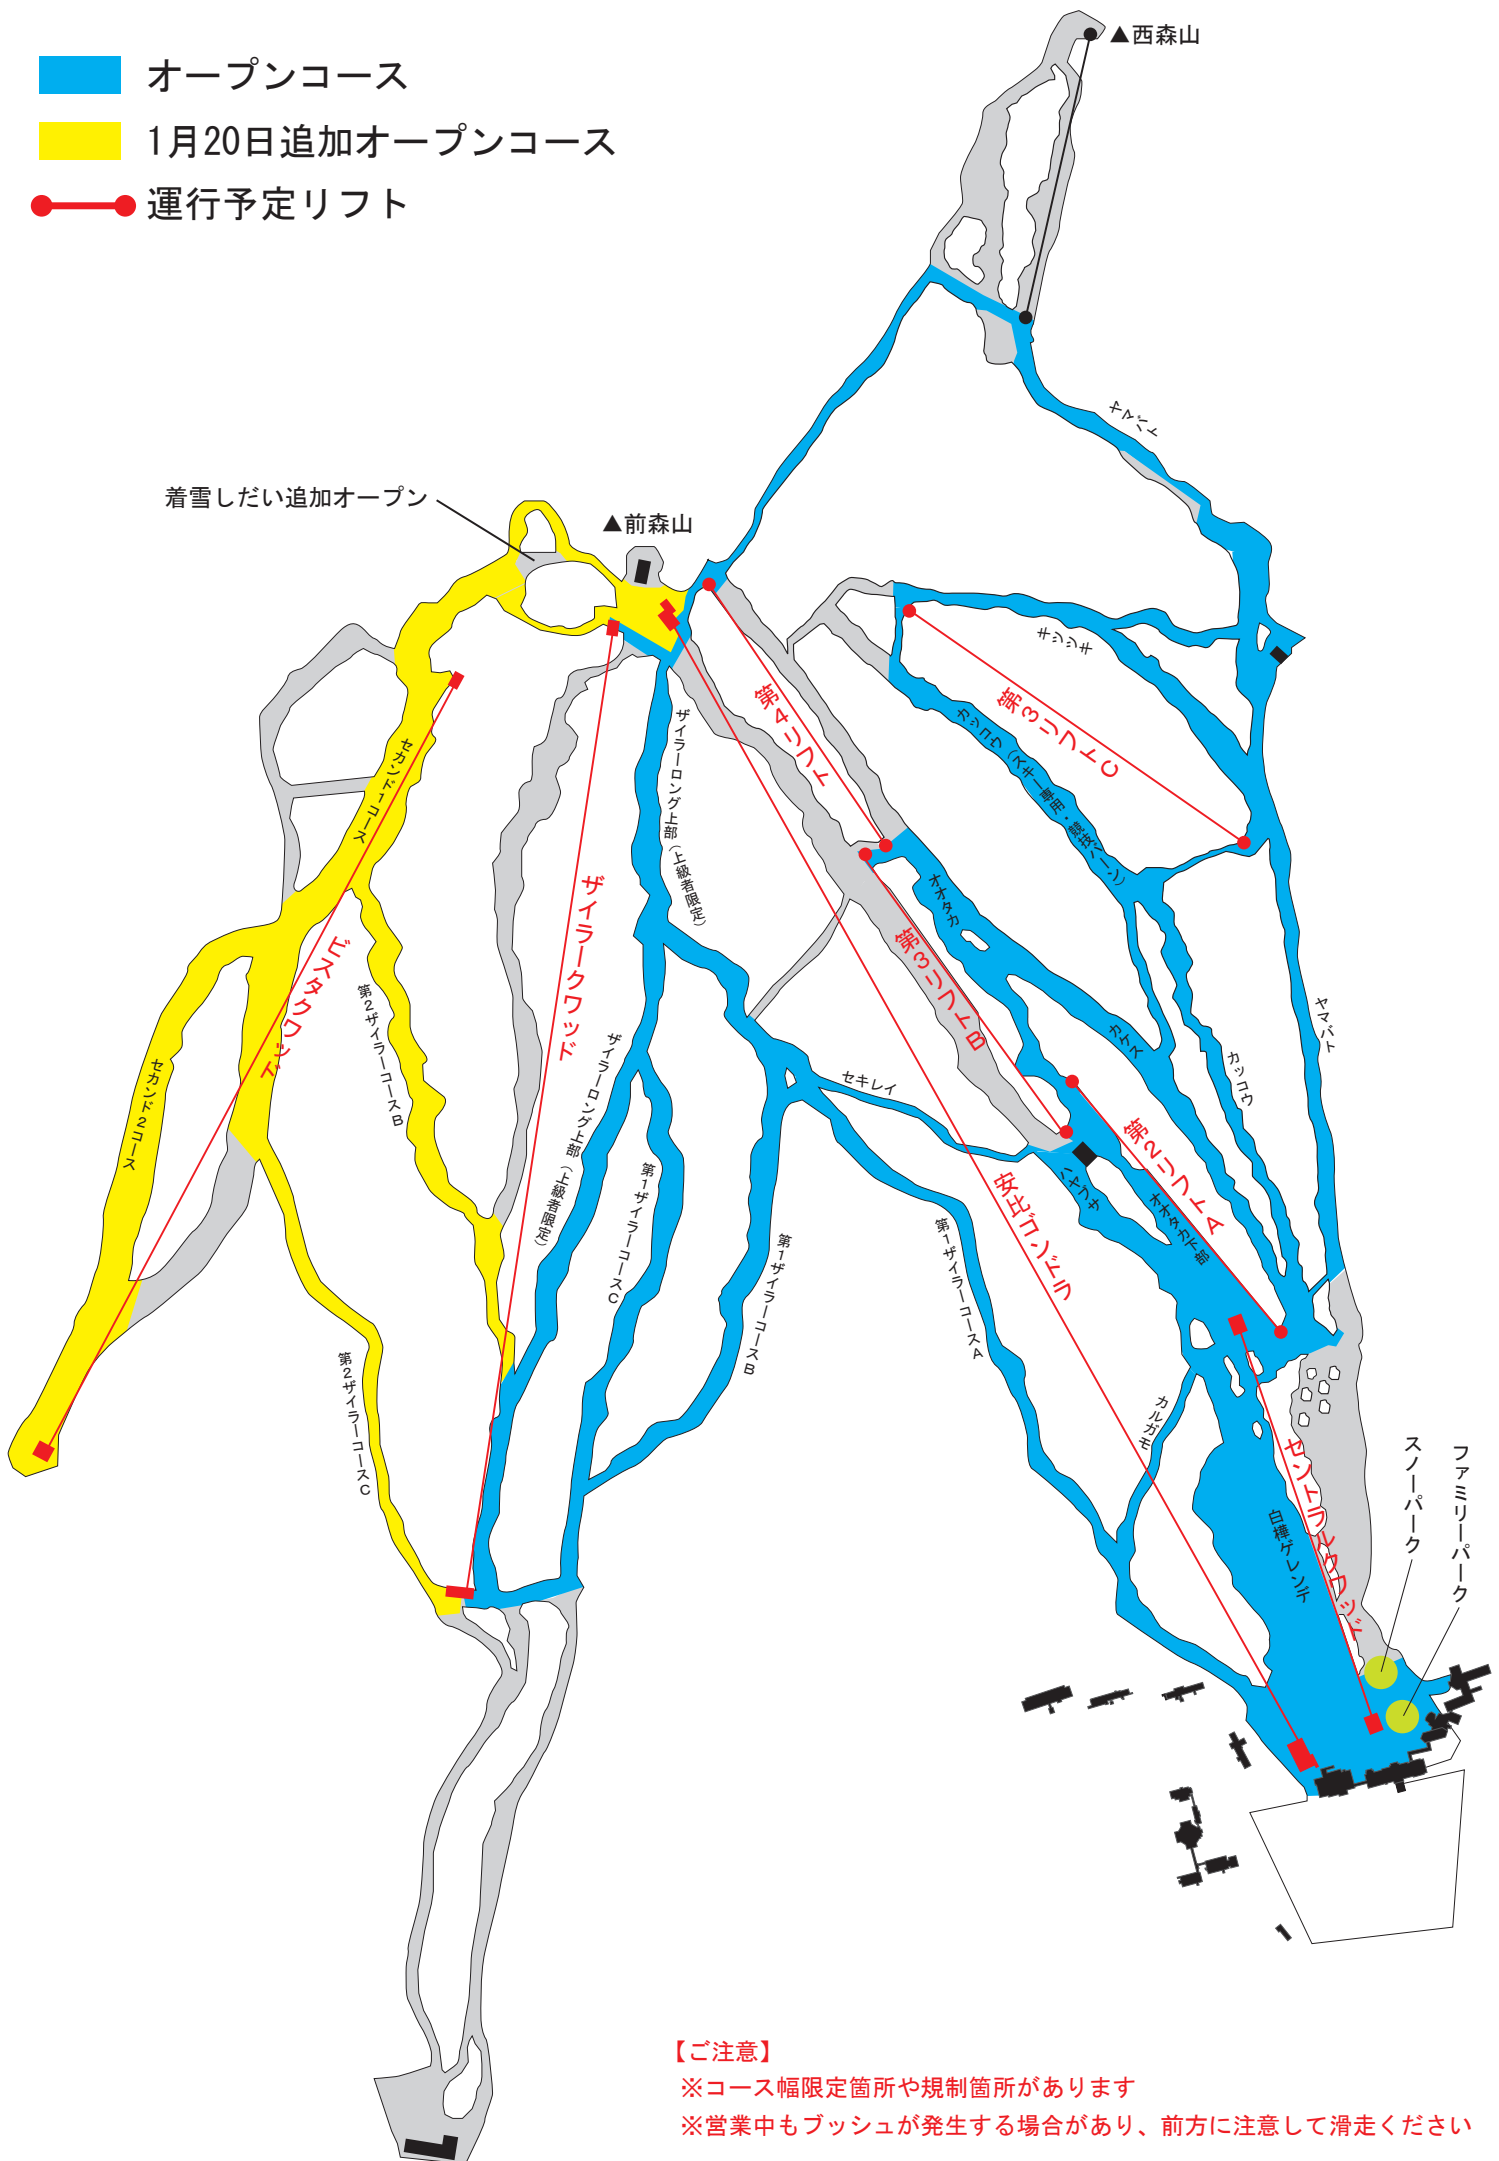 オープンコース
1月20日追加オープンコース
運行予定リフト
▲西森山
ヤマバト
着雪しだい追加オープン
▲前森山
キツツキ
第3リフトC
第4リフト
カッコウ（スキー専用・競技バーン）
ザイラーロング上部（上級者限定）
セカンド1コース
ザイラークワッド
オオタカ
第3リフトB
ビスタクワッド
第2ザイラーコースB
ヤマバト
カケス
カッコウ
セキレイ
ザイラーロング上部（上級者限定）
セカンド2コース
第2リフトA
ハヤブサ
オオタカ下部
安比ゴンドラ
第1ザイラーコースC
第1ザイラーコースB
第1ザイラーコースA
第2ザイラーコースC
カルガモ
セントラルクワッド
白樺ゲレンデ
スノーパーク
ファミリーパーク
【ご注意】
※コース幅限定箇所や規制箇所があります
※営業中もブッシュが発生する場合があり、前方に注意して滑走ください